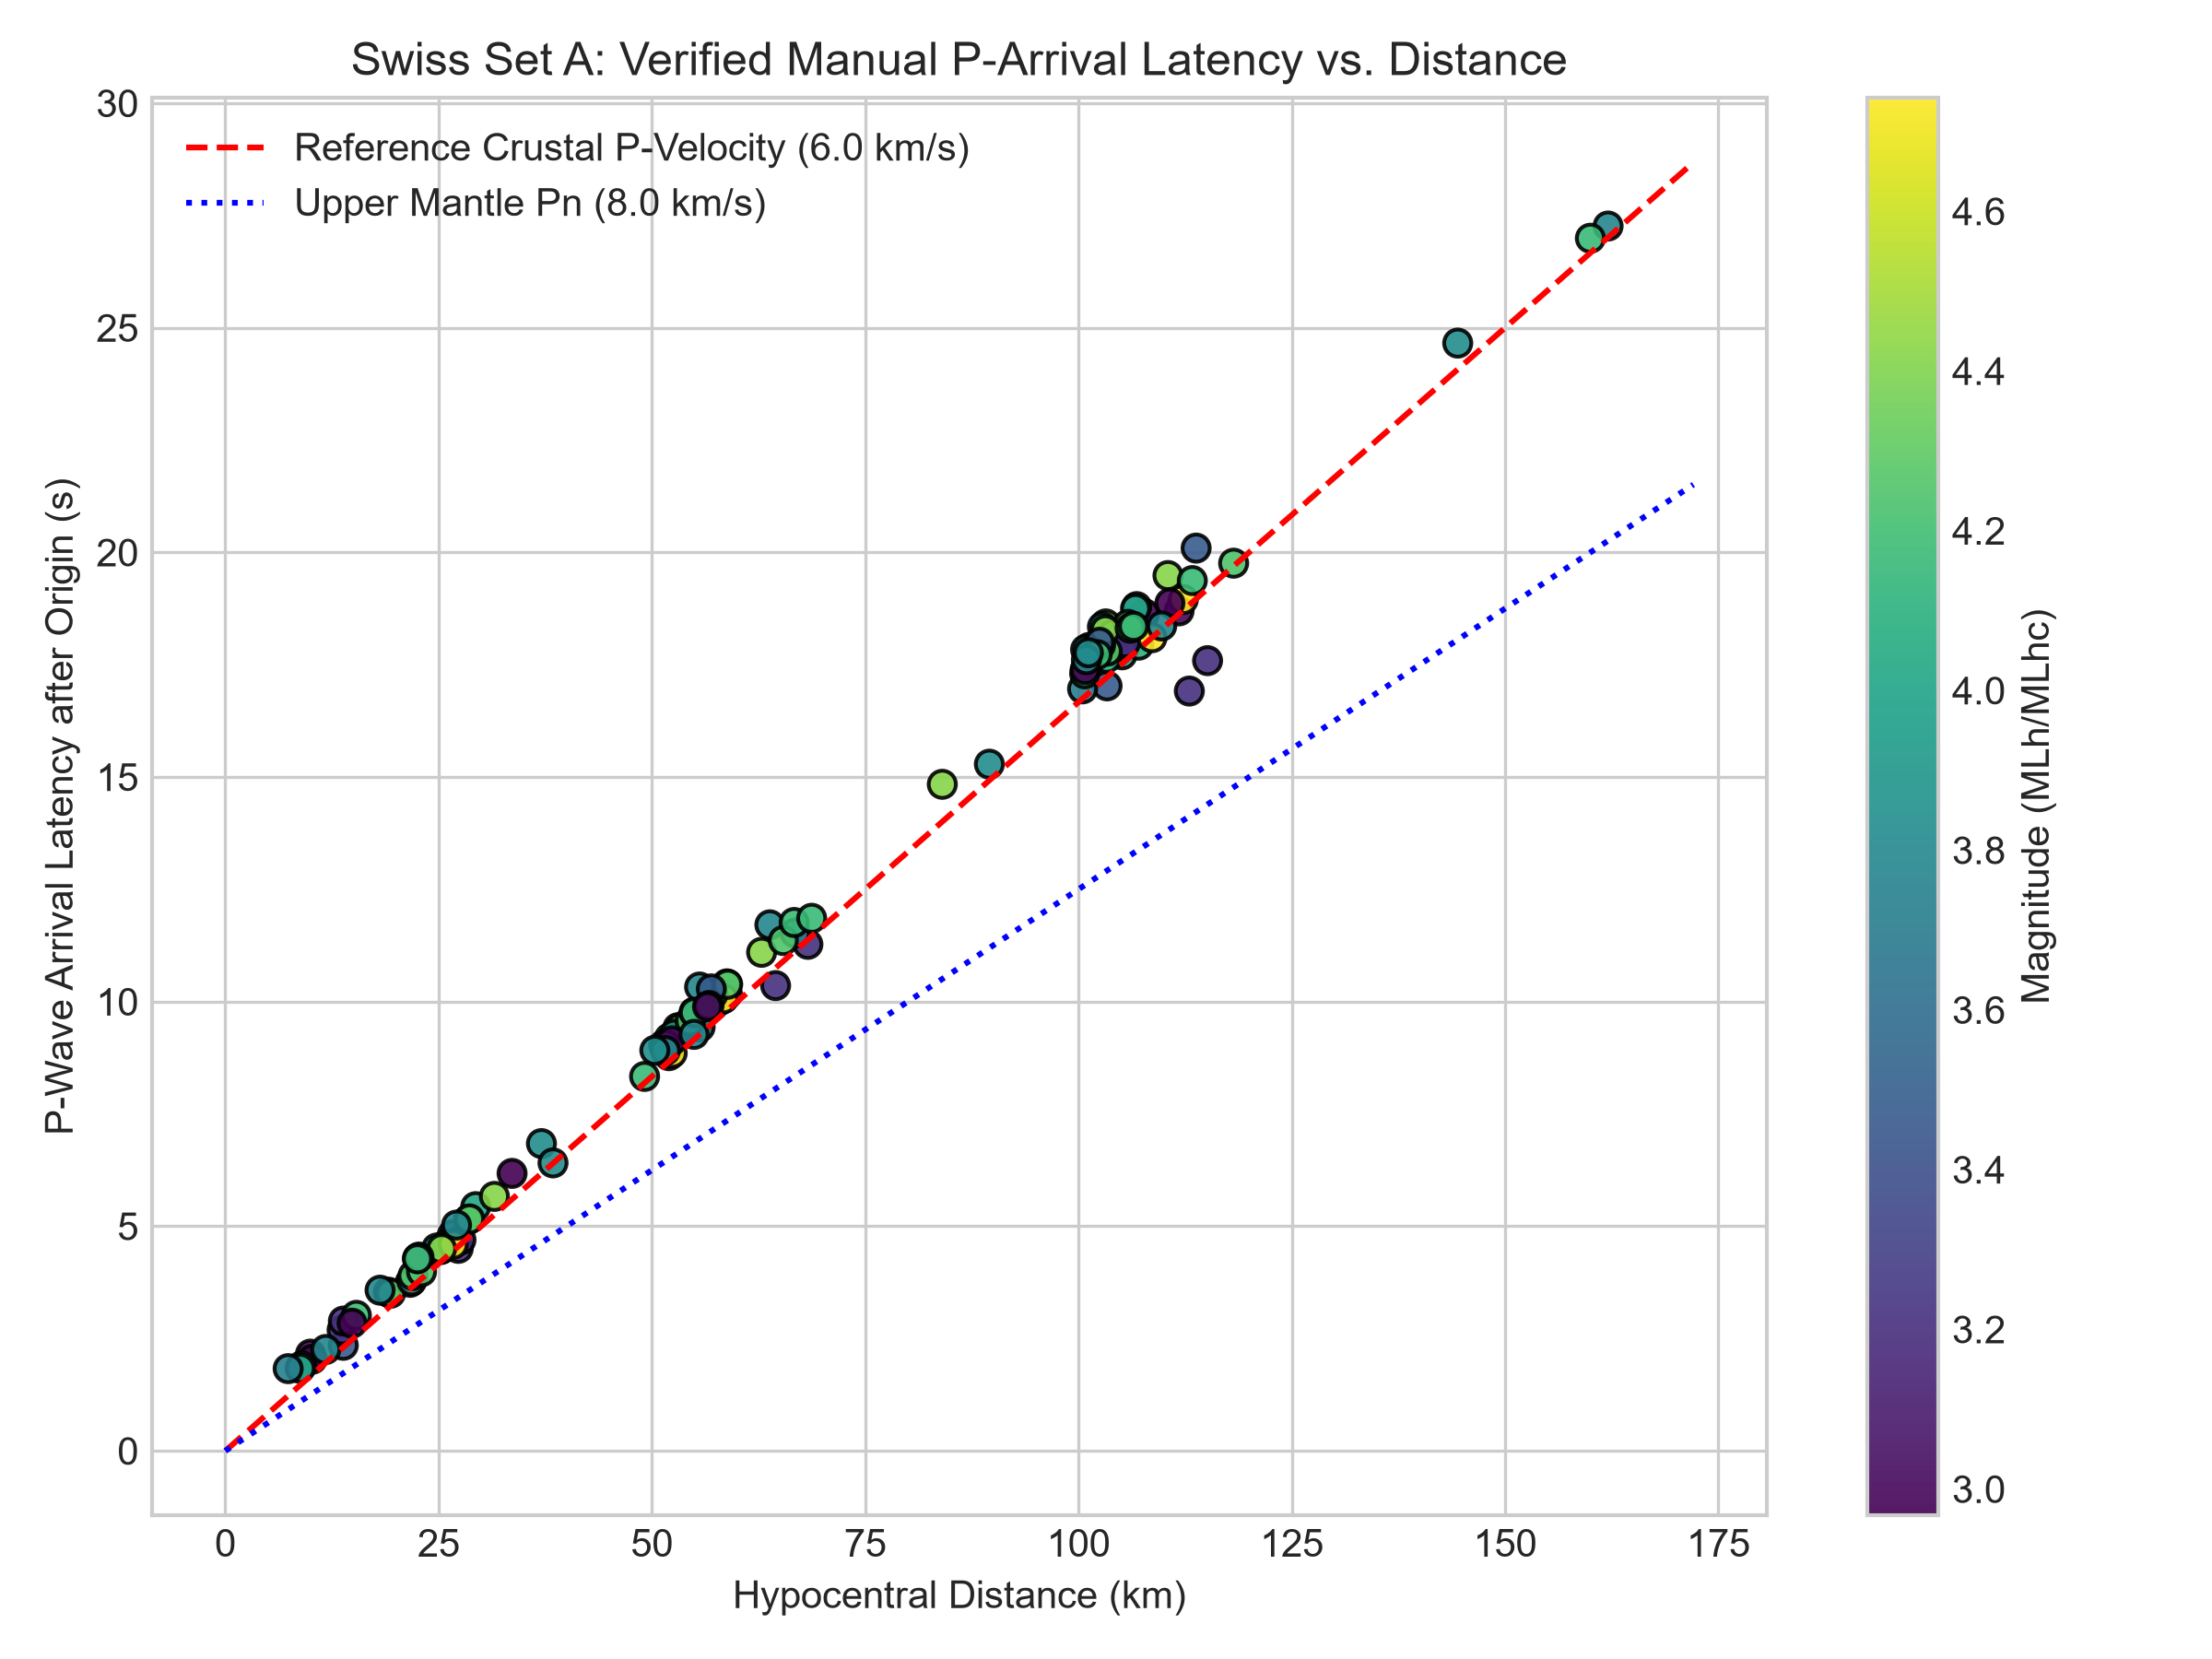 Swiss Set A: Verified Manual P-Arrival Latency vs. Distance
Reference Crustal P-Velocity (6.0 km/s)
Upper Mantle Pn (8.0 km/s)
P-Wave Arrival Latency after Origin (s)
30
25
20
15
10
5
0
0 25 50 75 100 125 150 175
Hypocentral Distance (km)
4.6
4.4
4.2
4.0
3.8
3.6
3.4
3.2
3.0
Magnitude (MLh/MLhc)